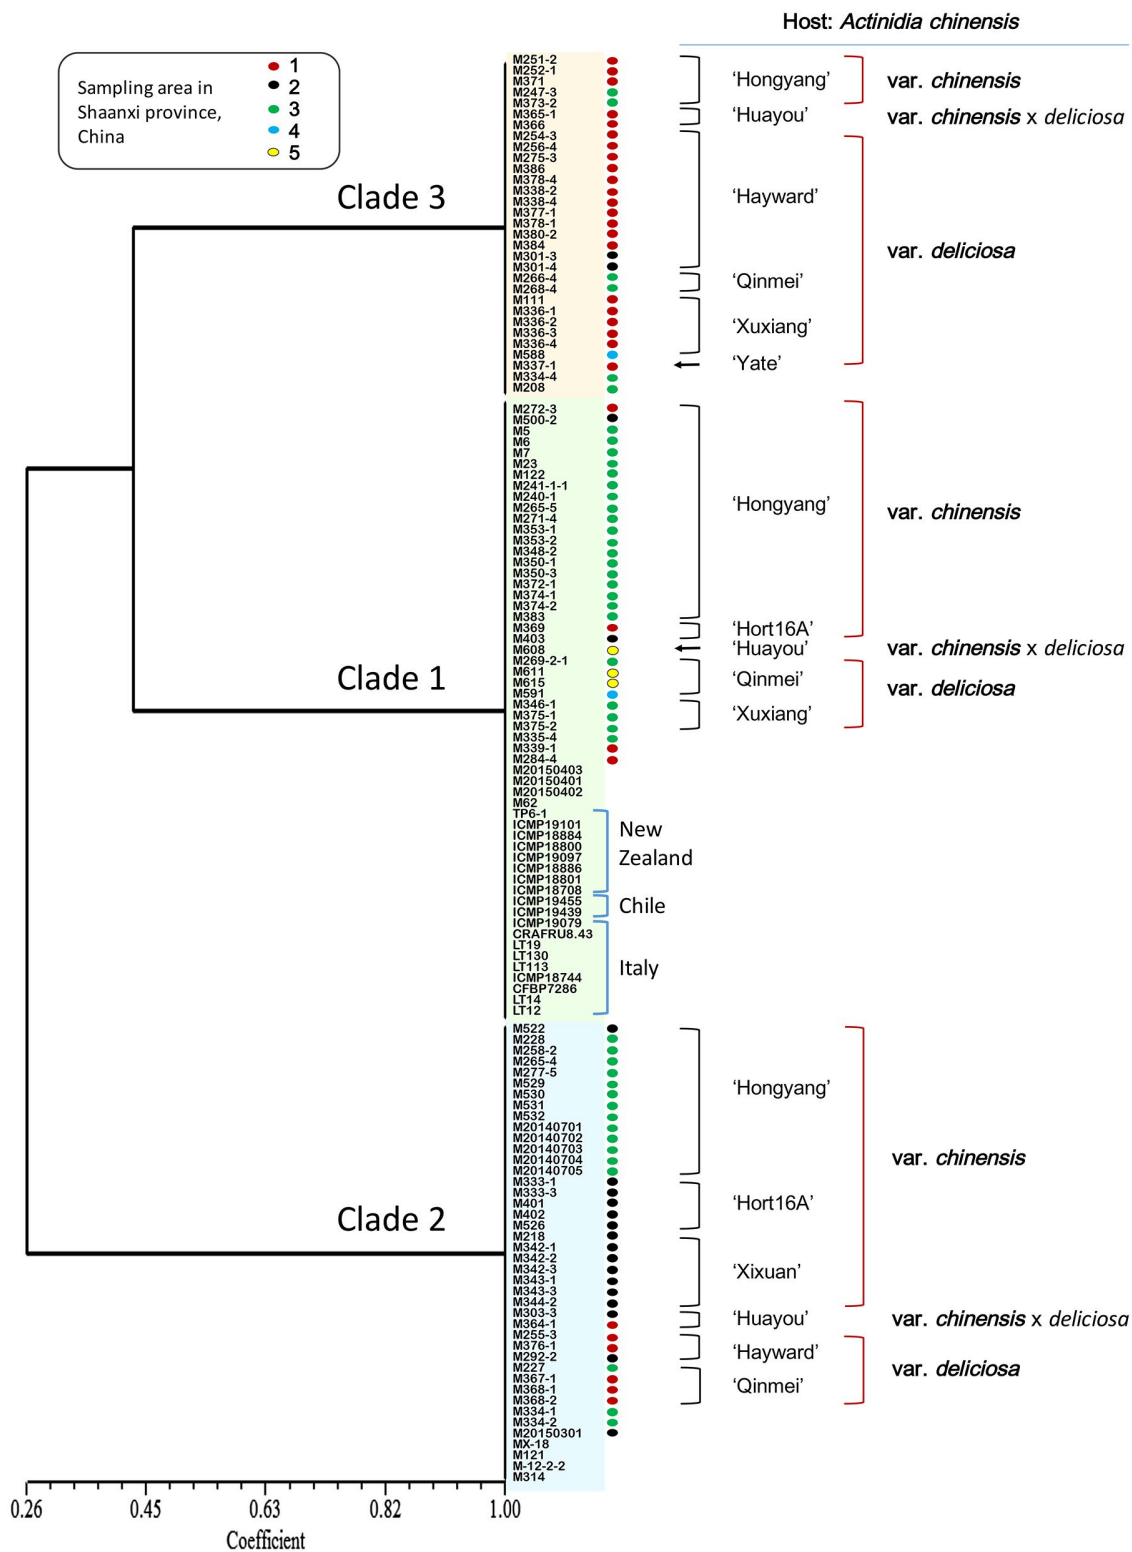 Host: Actinidia chinensis
Sampling area in
Shaanxi province,
China
1
2
3
4
5
Clade 3
M251-2
M252-1
M371
M247-3
M373-2
M365-1
M366
M254-3
M256-4
M275-3
M386
M378-4
M338-2
M338-4
M377-1
M378-1
M380-2
M384
M301-3
M301-4
M266-4
M268-4
M111
M336-1
M336-2
M336-3
M336-4
M588
M337-1
M334-4
M208
‘Hongyang’
‘Huayou’
‘Hayward’
‘Qinmei’
‘Xuxiang’
‘Yate’
var. chinensis
var. chinensis x deliciosa
var. deliciosa
Clade 1
M272-3
M500-2
M5
M6
M7
M23
M122
M241-1-1
M240-1
M265-5
M271-4
M353-1
M353-2
M348-2
M350-1
M350-3
M372-1
M374-1
M374-2
M383
M369
M403
M608
M269-2-1
M611
M615
M591
M346-1
M375-1
M375-2
M335-4
M339-1
M284-4
M20150403
M20150401
M20150402
M62
TP6-1
ICMP19101
ICMP18884
ICMP18800
ICMP19097
ICMP18886
ICMP18801
ICMP18708
ICMP19455
ICMP19439
ICMP19079
CRAFRU8.43
LT19
LT130
LT113
ICMP18744
CFBP7286
LT14
LT12
New
Zealand
Chile
Italy
‘Hongyang’
‘Hort16A’
‘Huayou’
‘Qinmei’
‘Xuxiang’
var. chinensis
var. chinensis x deliciosa
var. deliciosa
Clade 2
M522
M228
M258-2
M265-4
M277-5
M529
M530
M531
M532
M20140701
M20140702
M20140703
M20140704
M20140705
M333-1
M333-3
M401
M402
M526
M218
M342-1
M342-2
M342-3
M343-1
M343-3
M344-2
M303-3
M364-1
M255-3
M376-1
M292-2
M227
M367-1
M368-1
M368-2
M334-1
M334-2
M20150301
MX-18
M121
M-12-2-2
M314
‘Hongyang’
‘Hort16A’
‘Xixuan’
‘Huayou’
‘Hayward’
‘Qinmei’
var. chinensis
var. chinensis x deliciosa
var. deliciosa
0.26 0.45 0.63 0.82 1.00
Coefficient